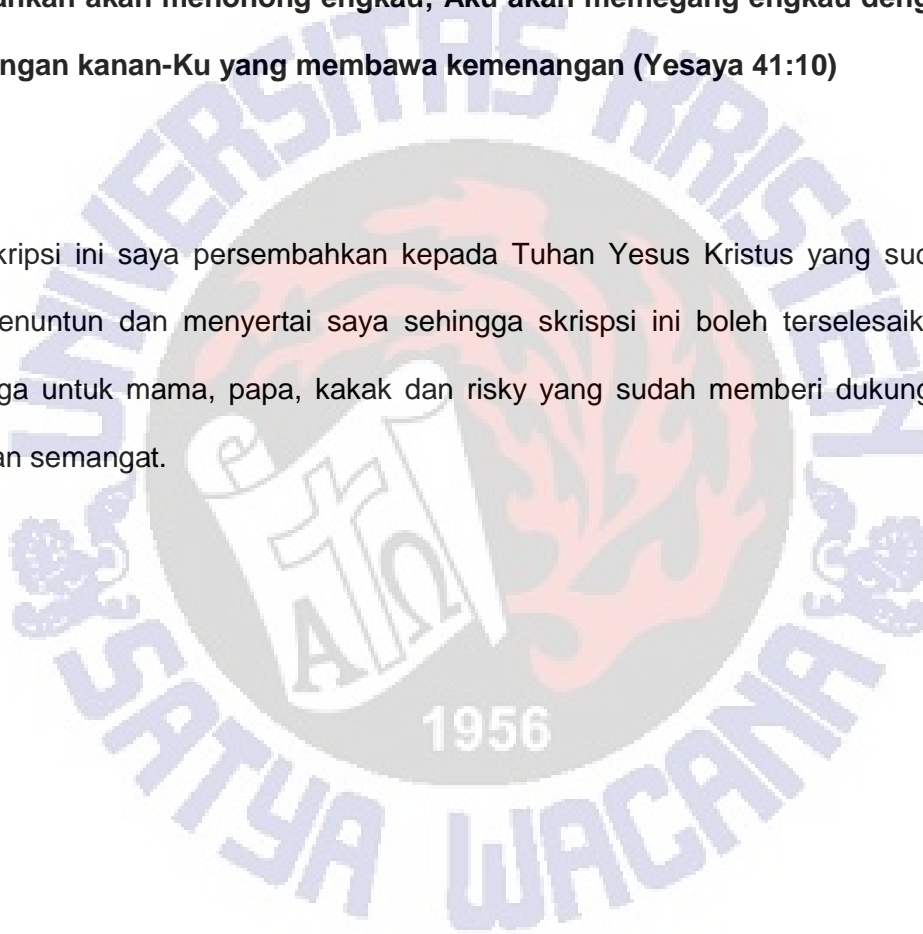 ahkan akan menolong engkau; Aku akan memegang engkau deng
ngan kanan-Ku yang membawa kemenangan (Yesaya 41:10)
kripsi ini saya persembahkan kepada Tuhan Yesus Kristus yang sud
enuntun dan menyertai saya sehingga skrispsi ini boleh terselesaik
ga untuk mama, papa, kakak dan risky yang sudah memberi dukung
an semangat.
UNIVERSITAS KRISTEN
SATYA WACANA
Α Ω
1956